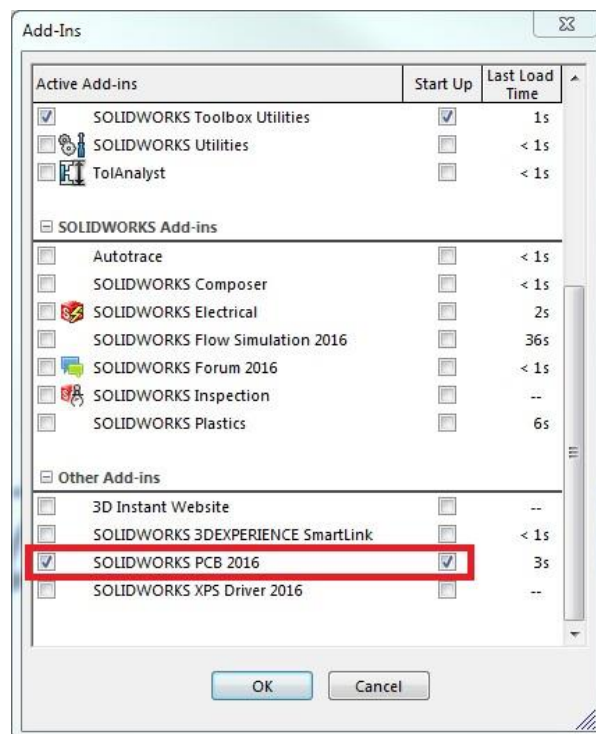 Add-Ins
Active Add-ins Start Up Last Load Time
SOLIDWORKS Toolbox Utilities 1s
SOLIDWORKS Utilities < 1s
TolAnalyst < 1s
SOLIDWORKS Add-ins
Autotrace < 1s
SOLIDWORKS Composer < 1s
SOLIDWORKS Electrical 2s
SOLIDWORKS Flow Simulation 2016 36s
SOLIDWORKS Forum 2016 < 1s
SOLIDWORKS Inspection --
SOLIDWORKS Plastics 6s
Other Add-ins
3D Instant Website --
SOLIDWORKS 3DEXPERIENCE SmartLink < 1s
SOLIDWORKS PCB 2016 3s
SOLIDWORKS XPS Driver 2016 --
OK Cancel